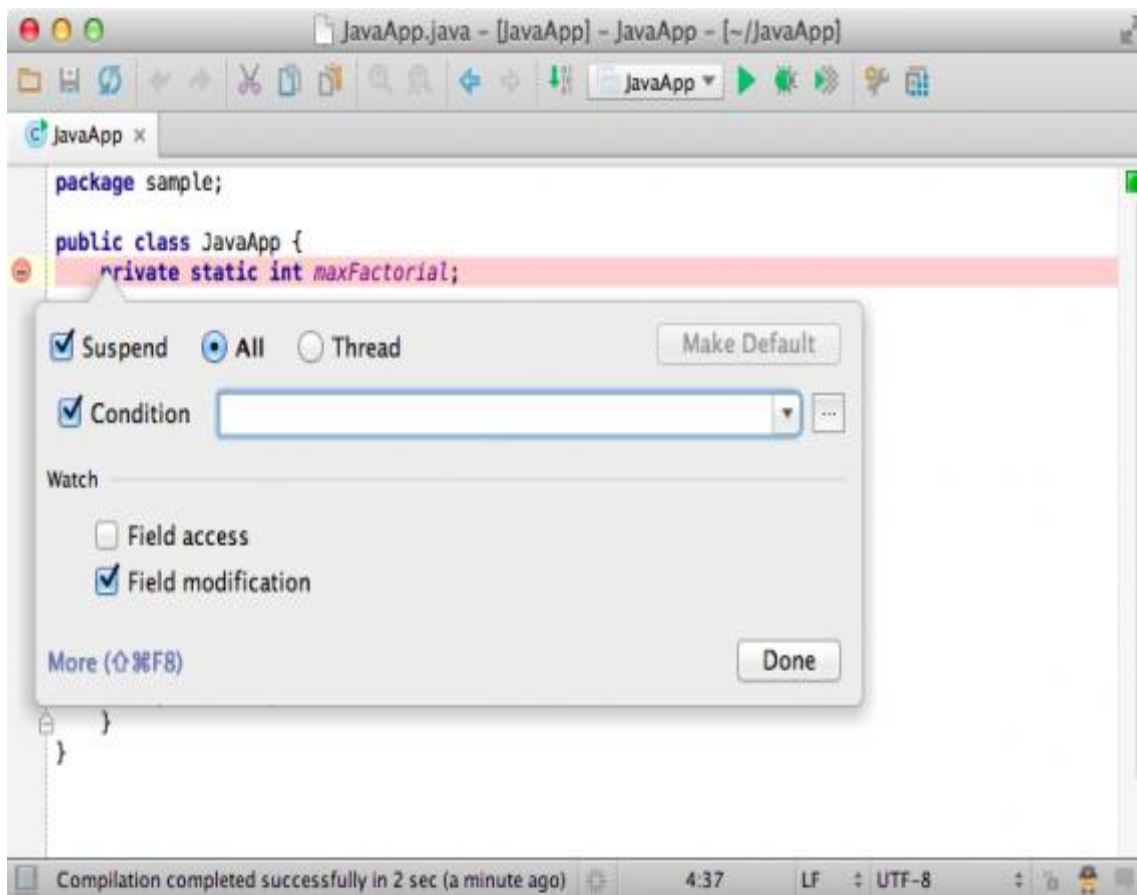 JavaApp.java – [JavaApp] – JavaApp – [~/JavaApp]
JavaApp
JavaApp
package sample;
public class JavaApp {
private static int maxFactorial;
Suspend All Thread Make Default
Condition
Watch
Field access
Field modification
More (⇧⌘F8) Done
}
}
Compilation completed successfully in 2 sec (a minute ago) 4:37 LF UTF-8